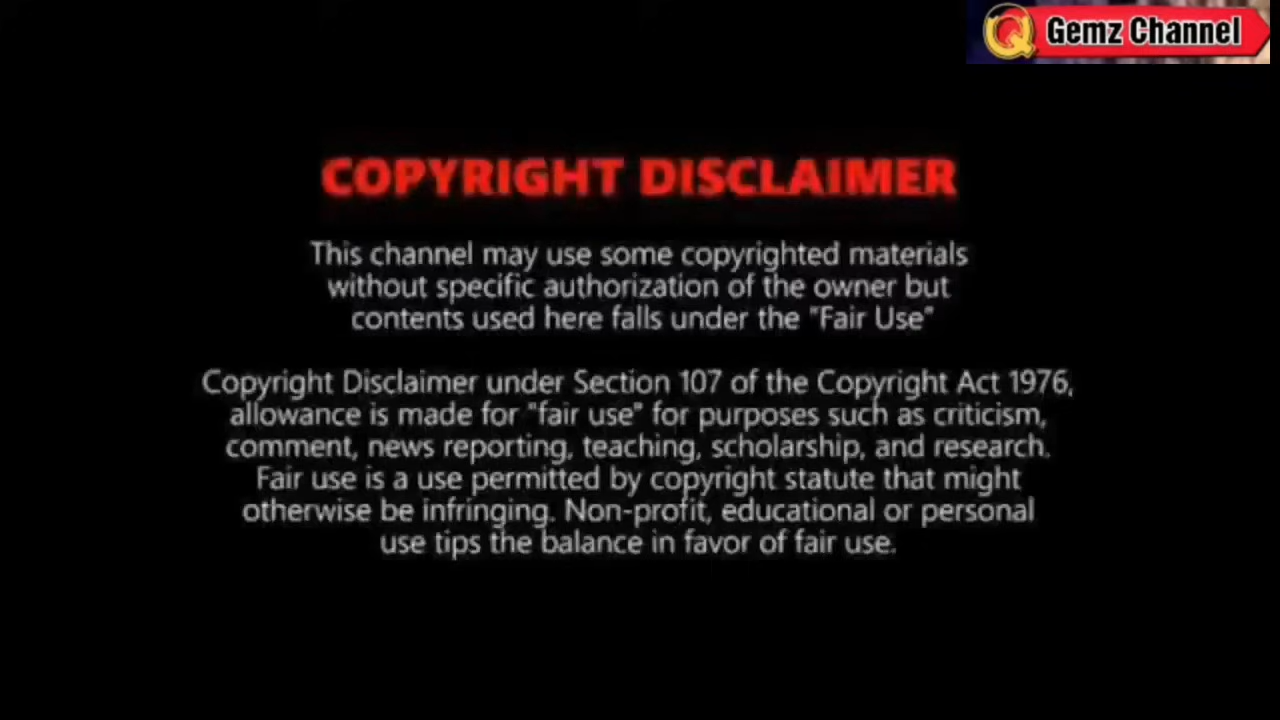 Gemz Channel
COPYRIGHT DISCLAIMER
This channel may use some copyrighted materials
without specific authorization of the owner but
contents used here falls under the "Fair Use"
Copyright Disclaimer under Section 107 of the Copyright Act 1976,
allowance is made for "fair use" for purposes such as criticism,
comment, news reporting, teaching, scholarship, and research.
Fair use is a use permitted by copyright statute that might
otherwise be infringing. Non-profit, educational or personal
use tips the balance in favor of fair use.